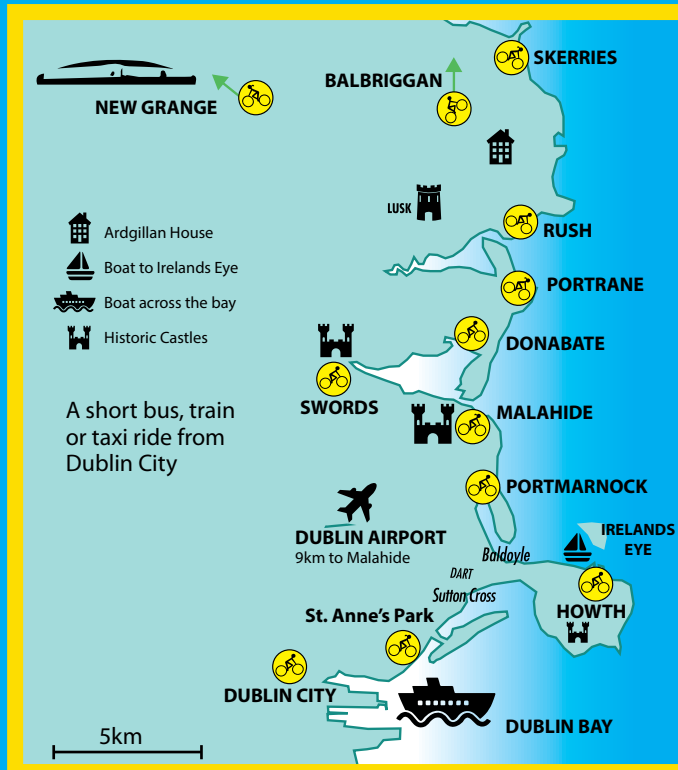 SKERRIES
BALBRIGGAN
NEW GRANGE
LUSK
RUSH
Ardgillan House
Boat to Irelands Eye
Boat across the bay
Historic Castles
PORTRANE
DONABATE
SWORDS
MALAHIDE
A short bus, train
or taxi ride from
Dublin City
PORTMARNOCK
DUBLIN AIRPORT
9km to Malahide
IRELANDS
EYE
Baldoyle
DART
Sutton Cross
HOWTH
St. Anne's Park
DUBLIN CITY
DUBLIN BAY
5km